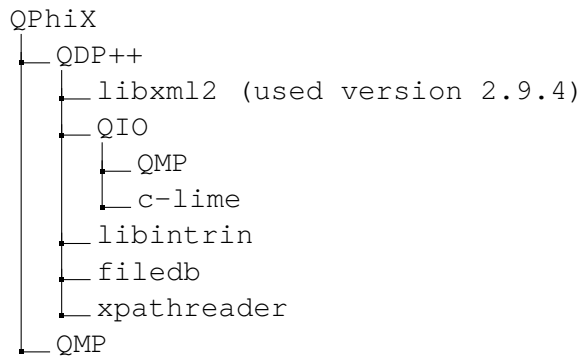 QPhiX
QDP++
libxml2 (used version 2.9.4)
QIO
QMP
c-lime
libintrin
filedb
xpathreader
QMP